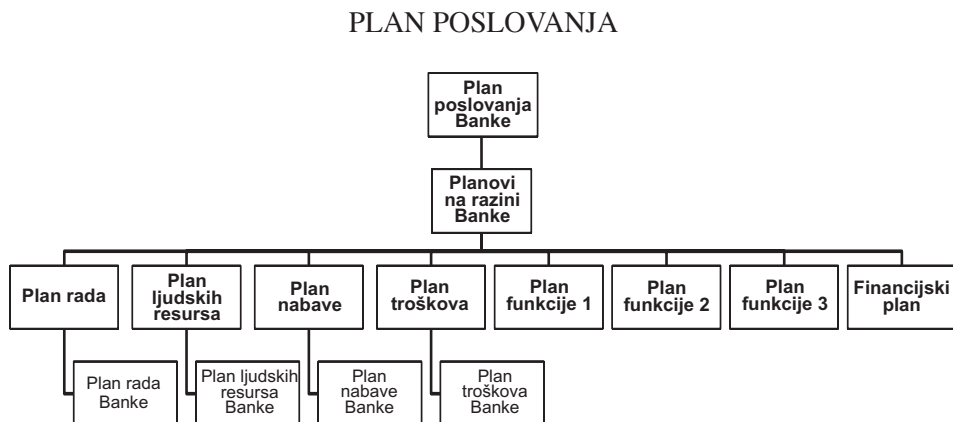 PLAN POSLOVANJA
Plan
poslovanja
Banke
Planovi
na razini
Banke
Plan rada
Plan
ljudskih
resursa
Plan
nabave
Plan
troškova
Plan
funkcije 1
Plan
funkcije 2
Plan
funkcije 3
Financijski
plan
Plan rada
Banke
Plan ljudskih
resursa
Banke
Plan
nabave
Banke
Plan
troškova
Banke